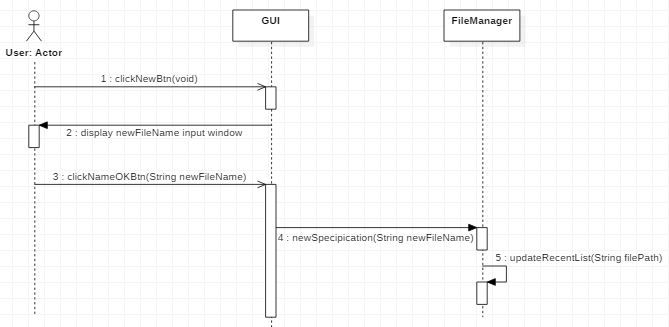 GUI
FileManager
User: Actor
1 : clickNewBtn(void)
2 : display newFileName input window
3 : clickNameOKBtn(String newFileName)
4 : newSpecipication(String newFileName)
5 : updateRecentList(String filePath)